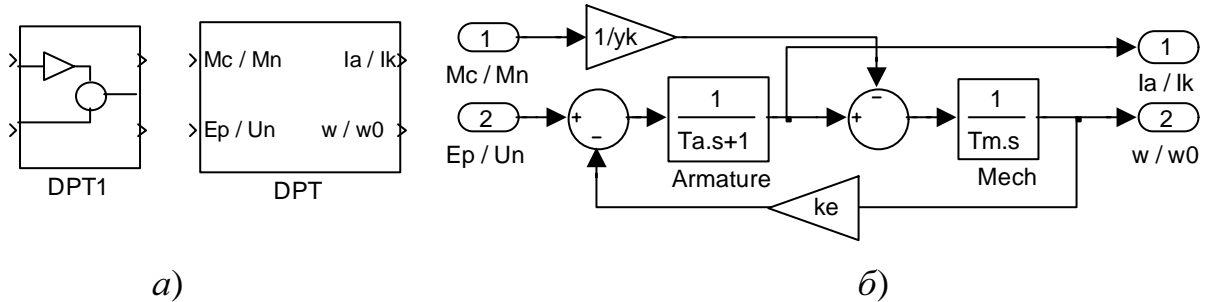 Mc / Mn
Ia / Ik
Ep / Un
w / w0
DPT1
DPT
а)
1
Mc / Mn
1/yk
1
Ia / Ik
2
Ep / Un
+
−
1
Ta.s+1
Armature
−
+
1
Tm.s
Mech
2
w / w0
ke
б)